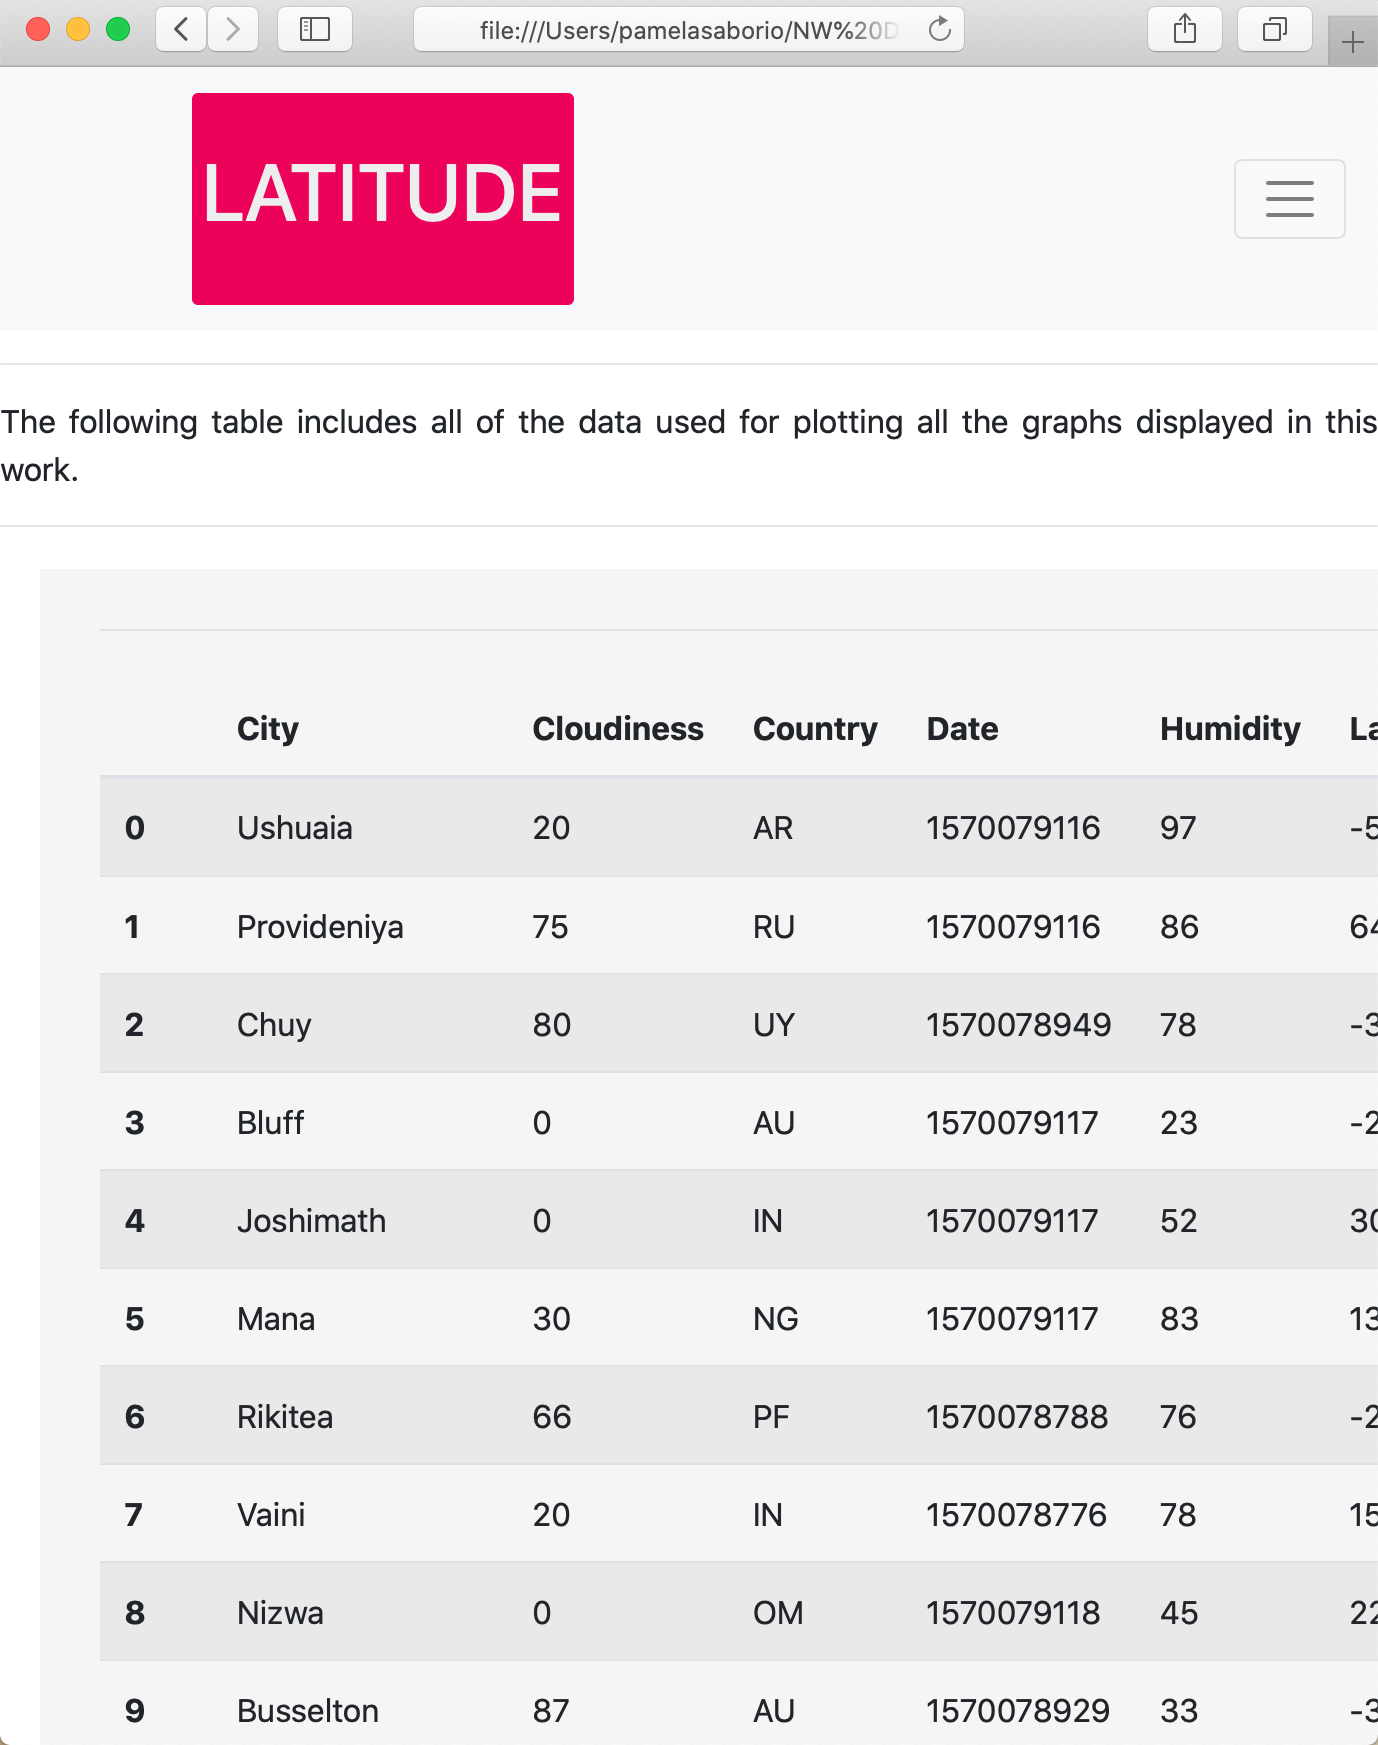 file:///Users/pamelasaborio/NW%20D
LATITUDE
The following table includes all of the data used for plotting all the graphs displayed in this
work.
City Cloudiness Country Date Humidity La
0 Ushuaia 20 AR 1570079116 97 -5
1 Provideniya 75 RU 1570079116 86 64
2 Chuy 80 UY 1570078949 78 -3
3 Bluff 0 AU 1570079117 23 -2
4 Joshimath 0 IN 1570079117 52 30
5 Mana 30 NG 1570079117 83 13
6 Rikitea 66 PF 1570078788 76 -2
7 Vaini 20 IN 1570078776 78 15
8 Nizwa 0 OM 1570079118 45 22
9 Busselton 87 AU 1570078929 33 -3